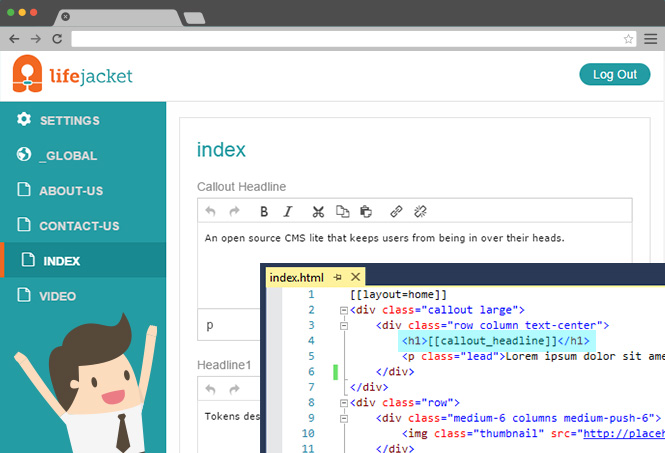 lifejacket
Log Out
SETTINGS
_GLOBAL
ABOUT-US
CONTACT-US
INDEX
VIDEO
index
Callout Headline
B I
An open source CMS lite that keeps users from being in over their heads.
p
Headline1
Tokens des
index.html
1 [[layout=home]]
2 <div class="callout large">
3 <div class="row column text-center">
4 <h1>[[callout_headline]]</h1>
5 <p class="lead">Lorem ipsum dolor sit ame
6 </div>
7 </div>
8 <div class="row">
9 <div class="medium-6 columns medium-push-6">
10 <img class="thumbnail" src="http://placeh
11 </div>